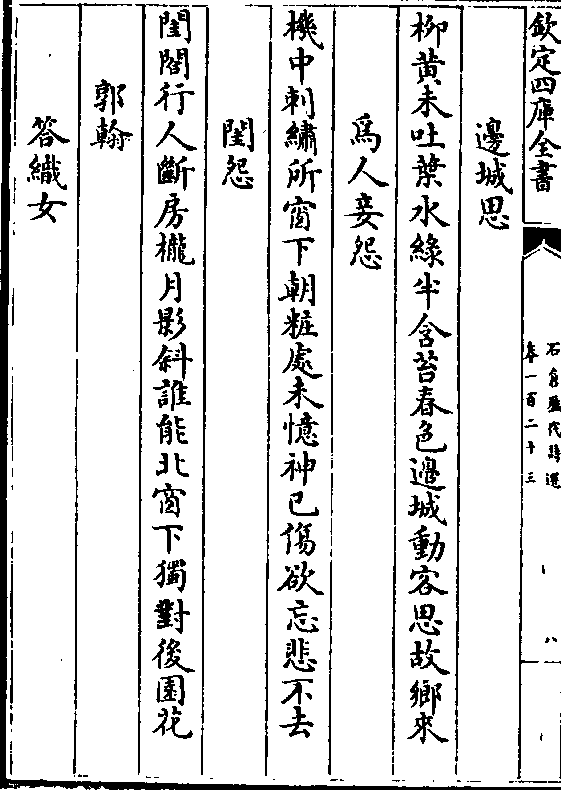 欽定四庫全書
石倉歷代詩選
卷一百二十三
八
邊城思
柳黄未吐葉水緑半含苔春色邊城動客思故鄉來
爲人妾怨
機中刺繡所窗下朝粧處未憶神已傷欲忘悲不去
閨怨
閨閤行人斷房櫳月影斜誰能北窗下獨對後園花
郭翰
答織女